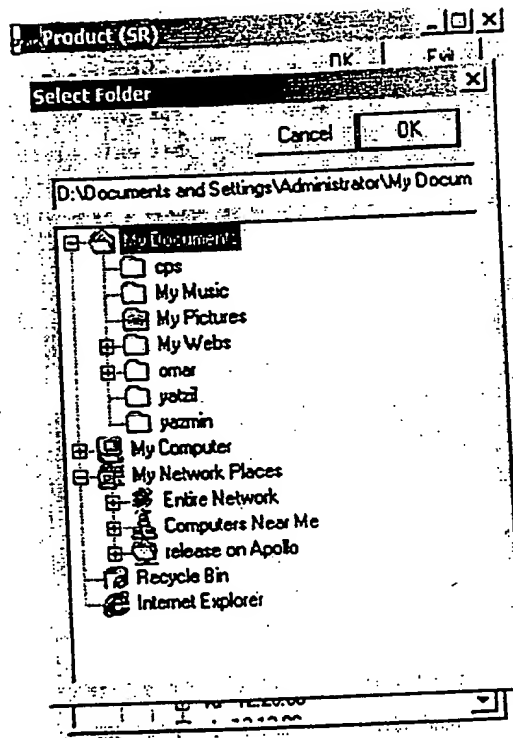 Product (SR)
OK
Select Folder
Cancel OK
D:\Documents and Settings\Administrator\My Docum
My Documents
cps
My Music
My Pictures
My Webs
omar
yatzil
yazmin
My Computer
My Network Places
Entire Network
Computers Near Me
release on Apollo
Recycle Bin
Internet Explorer